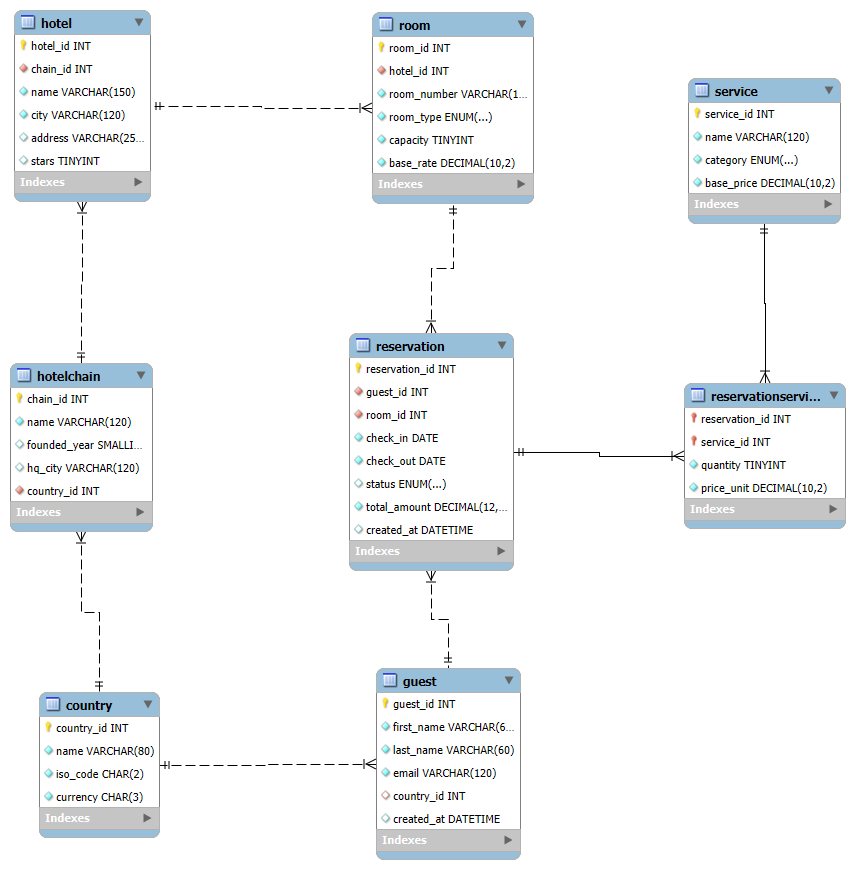 hotel
hotel_id INT
chain_id INT
name VARCHAR(150)
city VARCHAR(120)
address VARCHAR(25...
stars TINYINT
Indexes
room
room_id INT
hotel_id INT
room_number VARCHAR(1...
room_type ENUM(...)
capacity TINYINT
base_rate DECIMAL(10,2)
Indexes
service
service_id INT
name VARCHAR(120)
category ENUM(...)
base_price DECIMAL(10,2)
Indexes
hotelchain
chain_id INT
name VARCHAR(120)
founded_year SMALLI...
hq_city VARCHAR(120)
country_id INT
Indexes
reservation
reservation_id INT
guest_id INT
room_id INT
check_in DATE
check_out DATE
status ENUM(...)
total_amount DECIMAL(12,...
created_at DATETIME
Indexes
reservationservi...
reservation_id INT
service_id INT
quantity TINYINT
price_unit DECIMAL(10,2)
Indexes
country
country_id INT
name VARCHAR(80)
iso_code CHAR(2)
currency CHAR(3)
Indexes
guest
guest_id INT
first_name VARCHAR(6...
last_name VARCHAR(60)
email VARCHAR(120)
country_id INT
created_at DATETIME
Indexes